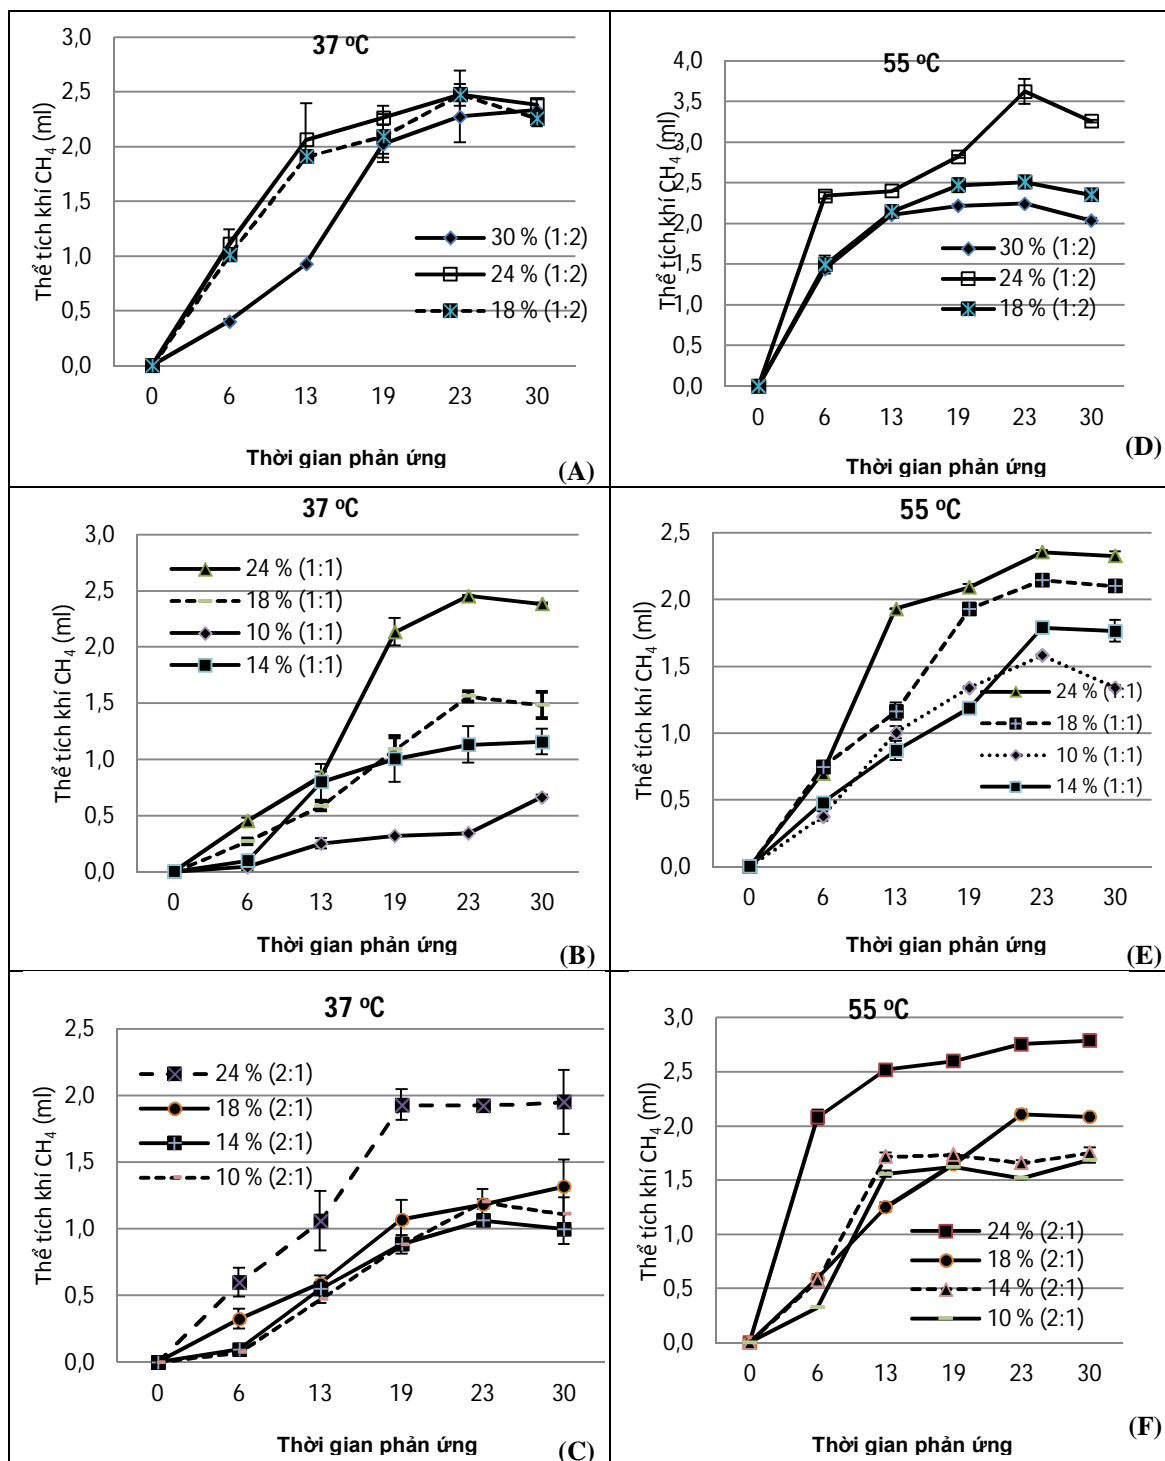 37 ºC
3,0
2,5
2,0
1,5
1,0
0,5
0,0
Thể tích khí CH4 (ml)
30 % (1:2)
24 % (1:2)
18 % (1:2)
0 6 13 19 23 30
Thời gian phản ứng
(A)
55 ºC
4,0
3,5
3,0
2,5
2,0
1,5
1,0
0,5
0,0
Thể tích khí CH4 (ml)
30 % (1:2)
24 % (1:2)
18 % (1:2)
0 6 13 19 23 30
Thời gian phản ứng
(D)
37 ºC
3,0
2,5
2,0
1,5
1,0
0,5
0,0
Thể tích khí CH4 (ml)
24 % (1:1)
18 % (1:1)
10 % (1:1)
14 % (1:1)
0 6 13 19 23 30
Thời gian phản ứng
(B)
55 ºC
2,5
2,0
1,5
1,0
0,5
0,0
Thể tích khí CH4 (ml)
24 % (1:1)
18 % (1:1)
10 % (1:1)
14 % (1:1)
0 6 13 19 23 30
Thời gian phản ứng
(E)
37 ºC
2,5
2,0
1,5
1,0
0,5
0,0
Thể tích khí CH4 (ml)
24 % (2:1)
18 % (2:1)
14 % (2:1)
10 % (2:1)
0 6 13 19 23 30
Thời gian phản ứng
(C)
55 ºC
3,0
2,5
2,0
1,5
1,0
0,5
0,0
Thể tích khí CH4 (ml)
24 % (2:1)
18 % (2:1)
14 % (2:1)
10 % (2:1)
0 6 13 19 23 30
Thời gian phản ứng
(F)